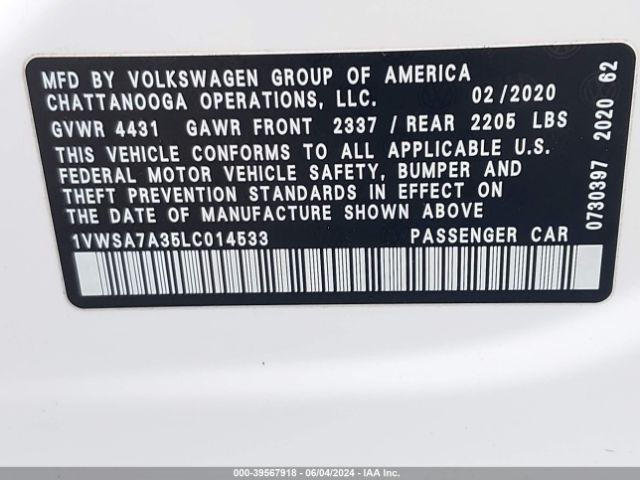 MFD BY VOLKSWAGEN GROUP OF AMERICA
CHATTANOOGA OPERATIONS, LLC. 02/2020
GVWR 4431 GAWR FRONT 2337 / REAR 2205 LBS
THIS VEHICLE CONFORMS TO ALL APPLICABLE U.S.
FEDERAL MOTOR VEHICLE SAFETY, BUMPER AND
THEFT PREVENTION STANDARDS IN EFFECT ON
THE DATE OF MANUFACTURE SHOWN ABOVE
1VWSA7A35LC014533 PASSENGER CAR
0730397 2020 62
000-39567918 - 06/04/2024 - IAA Inc.